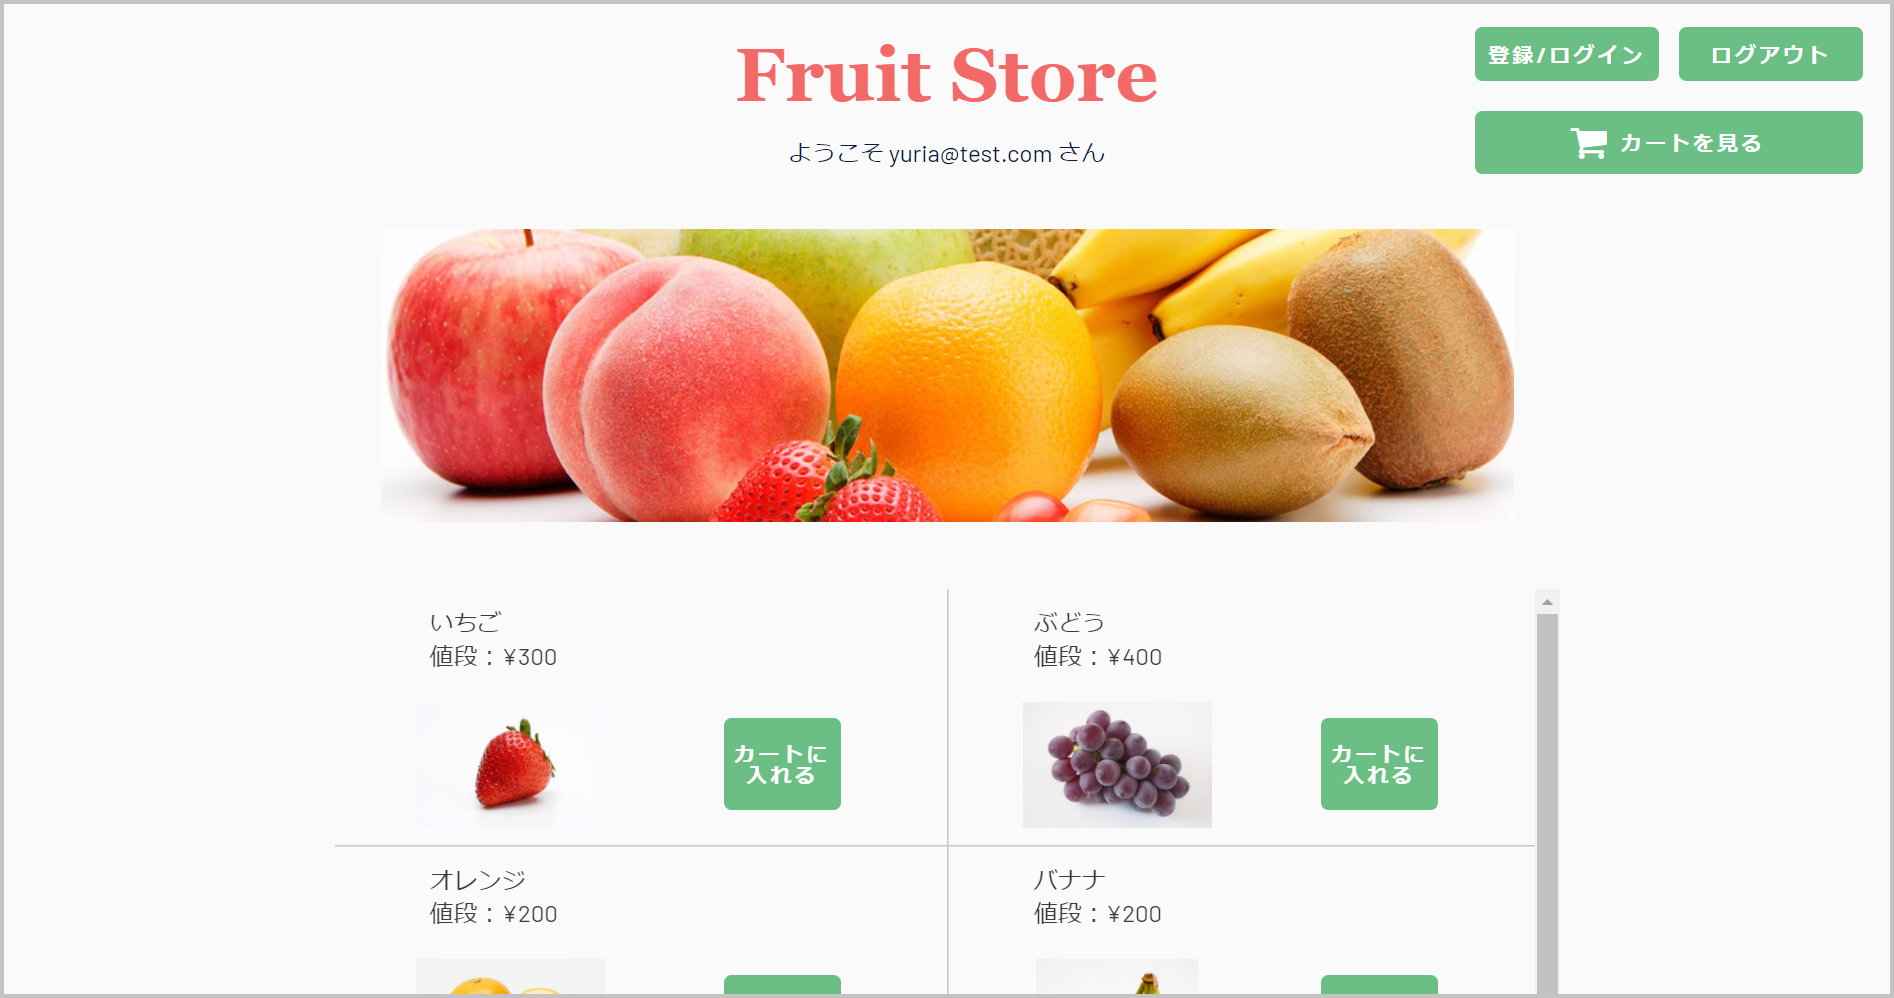 Fruit Store
登録/ログイン
ログアウト
カートを見る
ようこそ yuria@test.com さん
いちご
値段：¥300
カートに
入れる
ぶどう
値段：¥400
カートに
入れる
オレンジ
値段：¥200
バナナ
値段：¥200